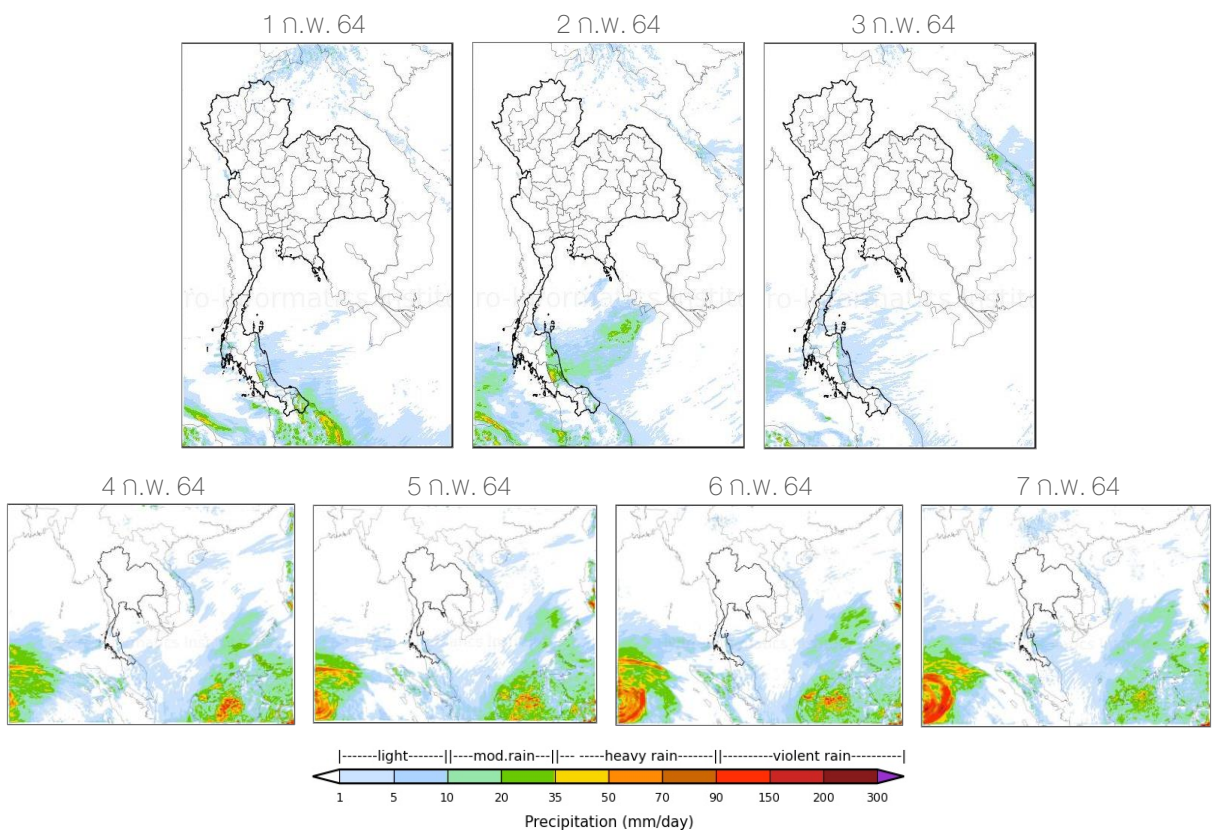 1 ก.พ. 64
2 ก.พ. 64
3 ก.พ. 64
4 ก.พ. 64
5 ก.พ. 64
6 ก.พ. 64
7 ก.พ. 64
|------light-------||----mod.rain---||--- -----heavy rain-------||-------violent rain-----------|
1 5 10 20 35 50 70 90 150 200 300
Precipitation (mm/day)